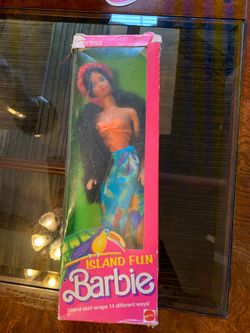 ISLAND FUN
Barbie
Island skirt wraps 14 different ways!